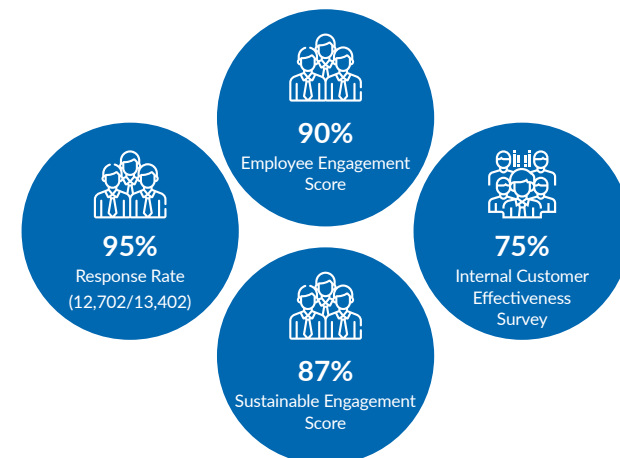 90%
Employee Engagement
Score
95%
Response Rate
(12,702/13,402)
75%
Internal Customer
Effectiveness
Survey
87%
Sustainable Engagement
Score